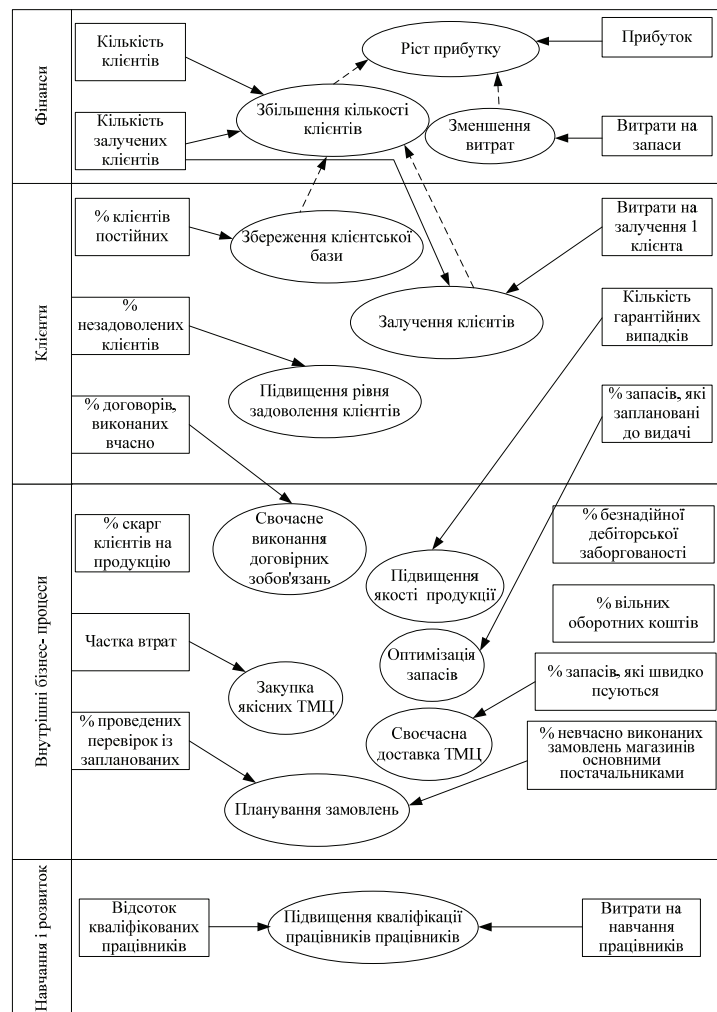 Фінанси
Кількість
клієнтів
Ріст прибутку
Прибуток
Збільшення кількості
клієнтів
Кількість
залучених
клієнтів
Зменшення
витрат
Витрати на
запаси
Клієнти
% клієнтів
постійних
Збереження клієнтської
бази
Витрати на
залучення 1
клієнта
%
незадоволених
клієнтів
Залучення клієнтів
Кількість
гарантійних
випадків
Підвищення рівня
задоволення клієнтів
% договорів,
виконаних
вчасно
% запасів, які
заплановані
до видачі
Внутрішні бізнес- процеси
% скарг
клієнтів на
продукцію
Свочасне
виконання
договірних
зобов'язань
% безнадійної
дебіторської
заборгованості
Підвищення
якості продукції
% вільних
оборотних коштів
Частка втрат
Оптимізація
запасів
Закупка
якісних ТМЦ
% запасів, які швидко
псуються
% проведених
перевірок із
запланованих
Своєчасна
доставка ТМЦ
% невчасно виконаних
замовлень магазинів
основними
постачальниками
Планування замовлень
Навчання і розвиток
Відсоток
кваліфікованих
працівників
Підвищення кваліфікації
працівників працівників
Витрати на
навчання
працівників